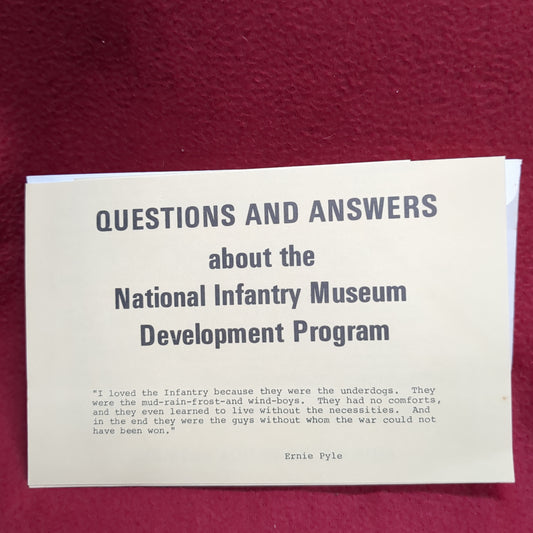 QUESTIONS AND ANSWERS
about the
National Infantry Museum
Development Program
"I loved the Infantry because they were the underdogs. They
were the mud-rain-frost-and wind-boys. They had no comforts,
and they even learned to live without the necessities. And
in the end they were the guys without whom the war could not
have been won."
Ernie Pyle